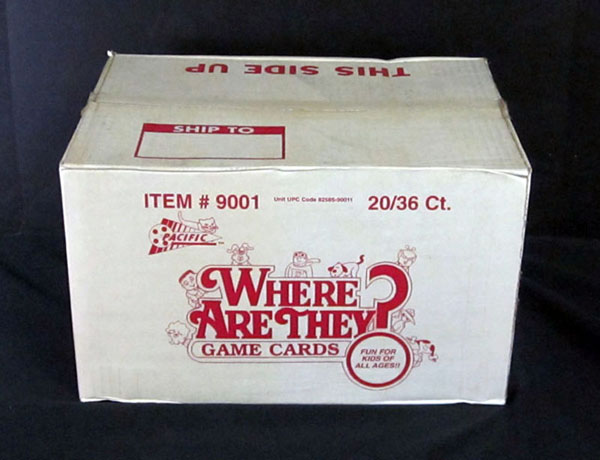 THIS SIDE UP
SHIP TO
ITEM # 9001
Unit UPC Code 82585-90011
20/36 Ct.
PACIFIC
WHERE
ARE THEY?
GAME CARDS
FUN FOR
KIDS OF
ALL AGES!!